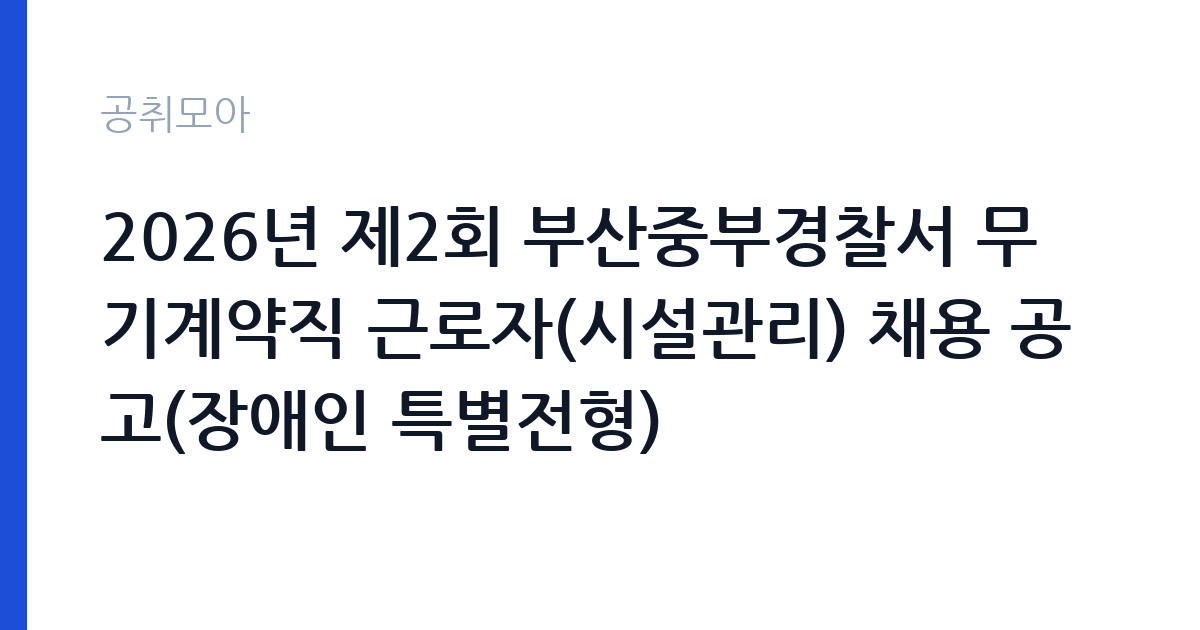 공취모아
2026년 제2회 부산중부경찰서 무
기계약직 근로자(시설관리) 채용 공
고(장애인 특별전형)